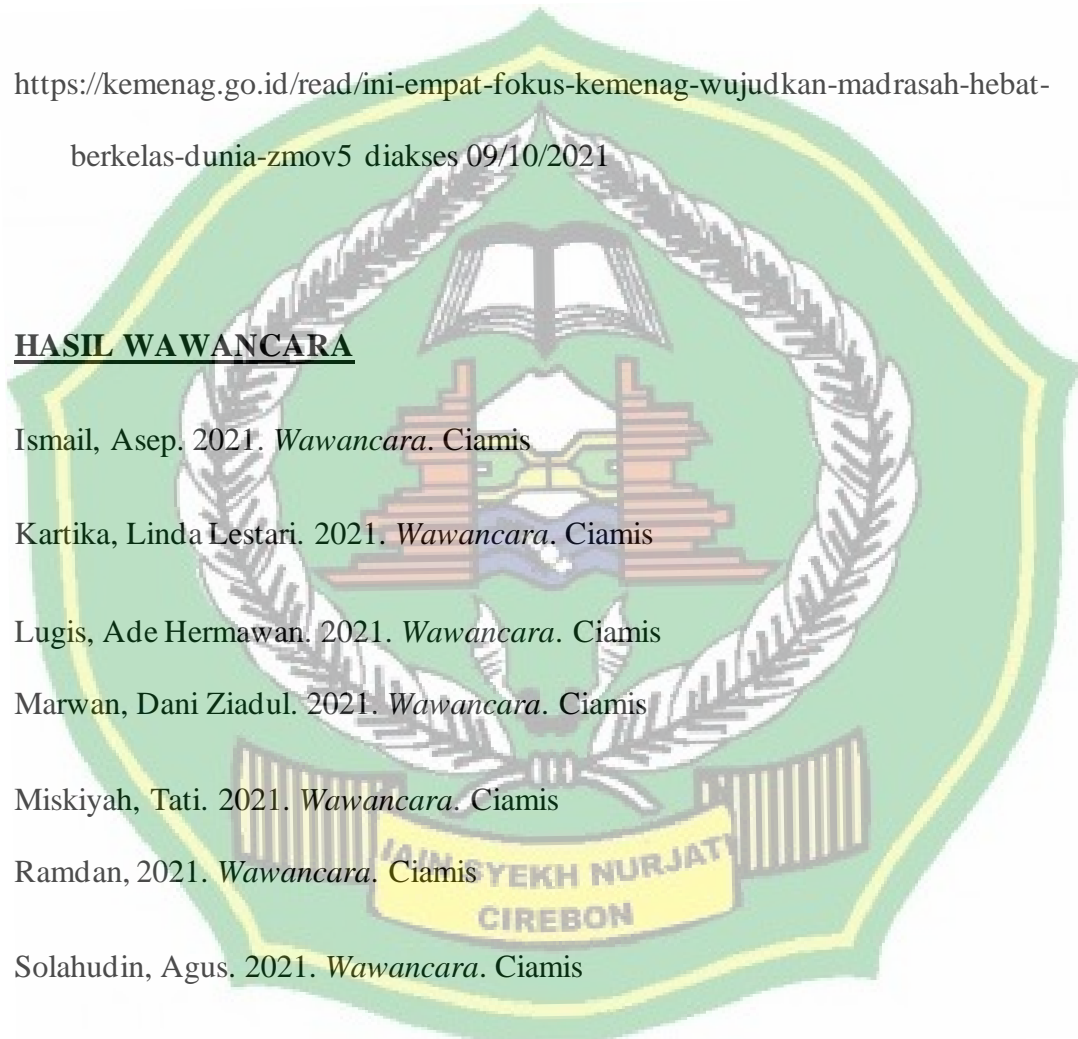 https://kemenag.go.id/read/ini-empat-fokus-kemenag-wujudkan-madrasah-hebat-
berkelas-dunia-zmov5 diakses 09/10/2021
HASIL WAWANCARA
Ismail, Asep. 2021. Wawancara. Ciamis
Kartika, Linda Lestari. 2021. Wawancara. Ciamis
Lugis, Ade Hermawan. 2021. Wawancara. Ciamis
Marwan, Dani Ziadul. 2021. Wawancara. Ciamis
Miskiyah, Tati. 2021. Wawancara. Ciamis
Ramdan, 2021. Wawancara. Ciamis
IAIN SYEKH NURJATI
CIREBON
Solahudin, Agus. 2021. Wawancara. Ciamis